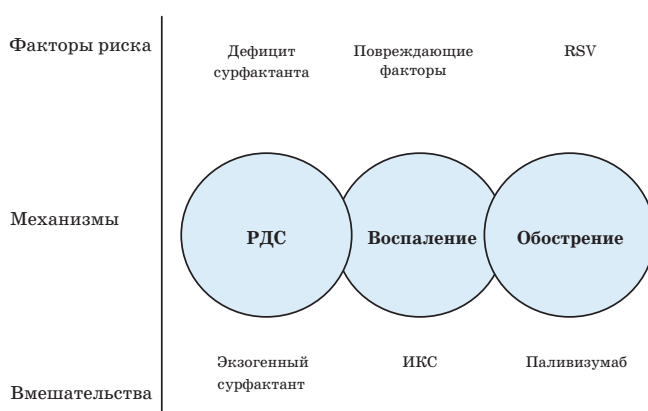 Факторы риска
Дефицит
сурфактанта
Повреждающие
факторы
RSV
Механизмы
РДС
Воспаление
Обострение
Вмешательства
Экзогенный
сурфактант
ИКС
Паливизумаб